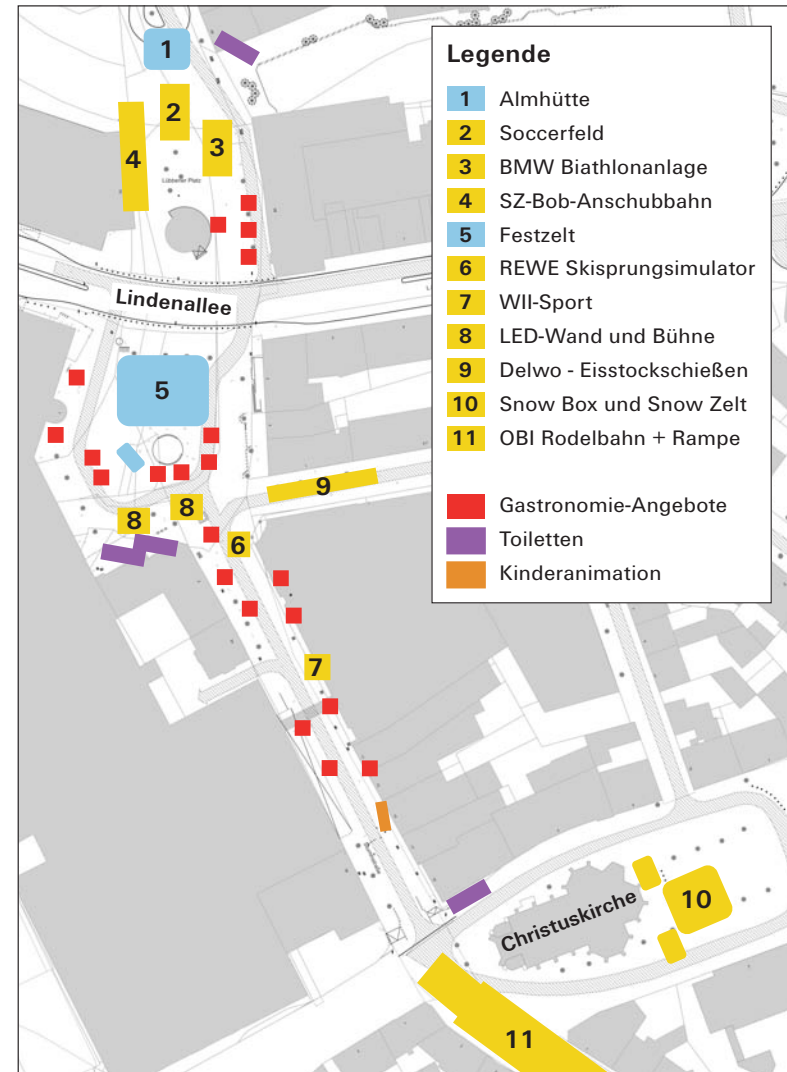 Legende
1 Almhütte
2 Soccerfeld
3 BMW Biathlonanlage
4 SZ-Bob-Anschubbahn
5 Festzelt
6 REWE Skisprungsimulator
7 WII-Sport
8 LED-Wand und Bühne
9 Delwo - Eisstockschießen
10 Snow Box und Snow Zelt
11 OBI Rodelbahn + Rampe
Gastronomie-Angebote
Toiletten
Kinderanimation
1
2
3
4
Lübbener Platz
Lindenallee
5
9
8
8
6
7
10
Christuskirche
11